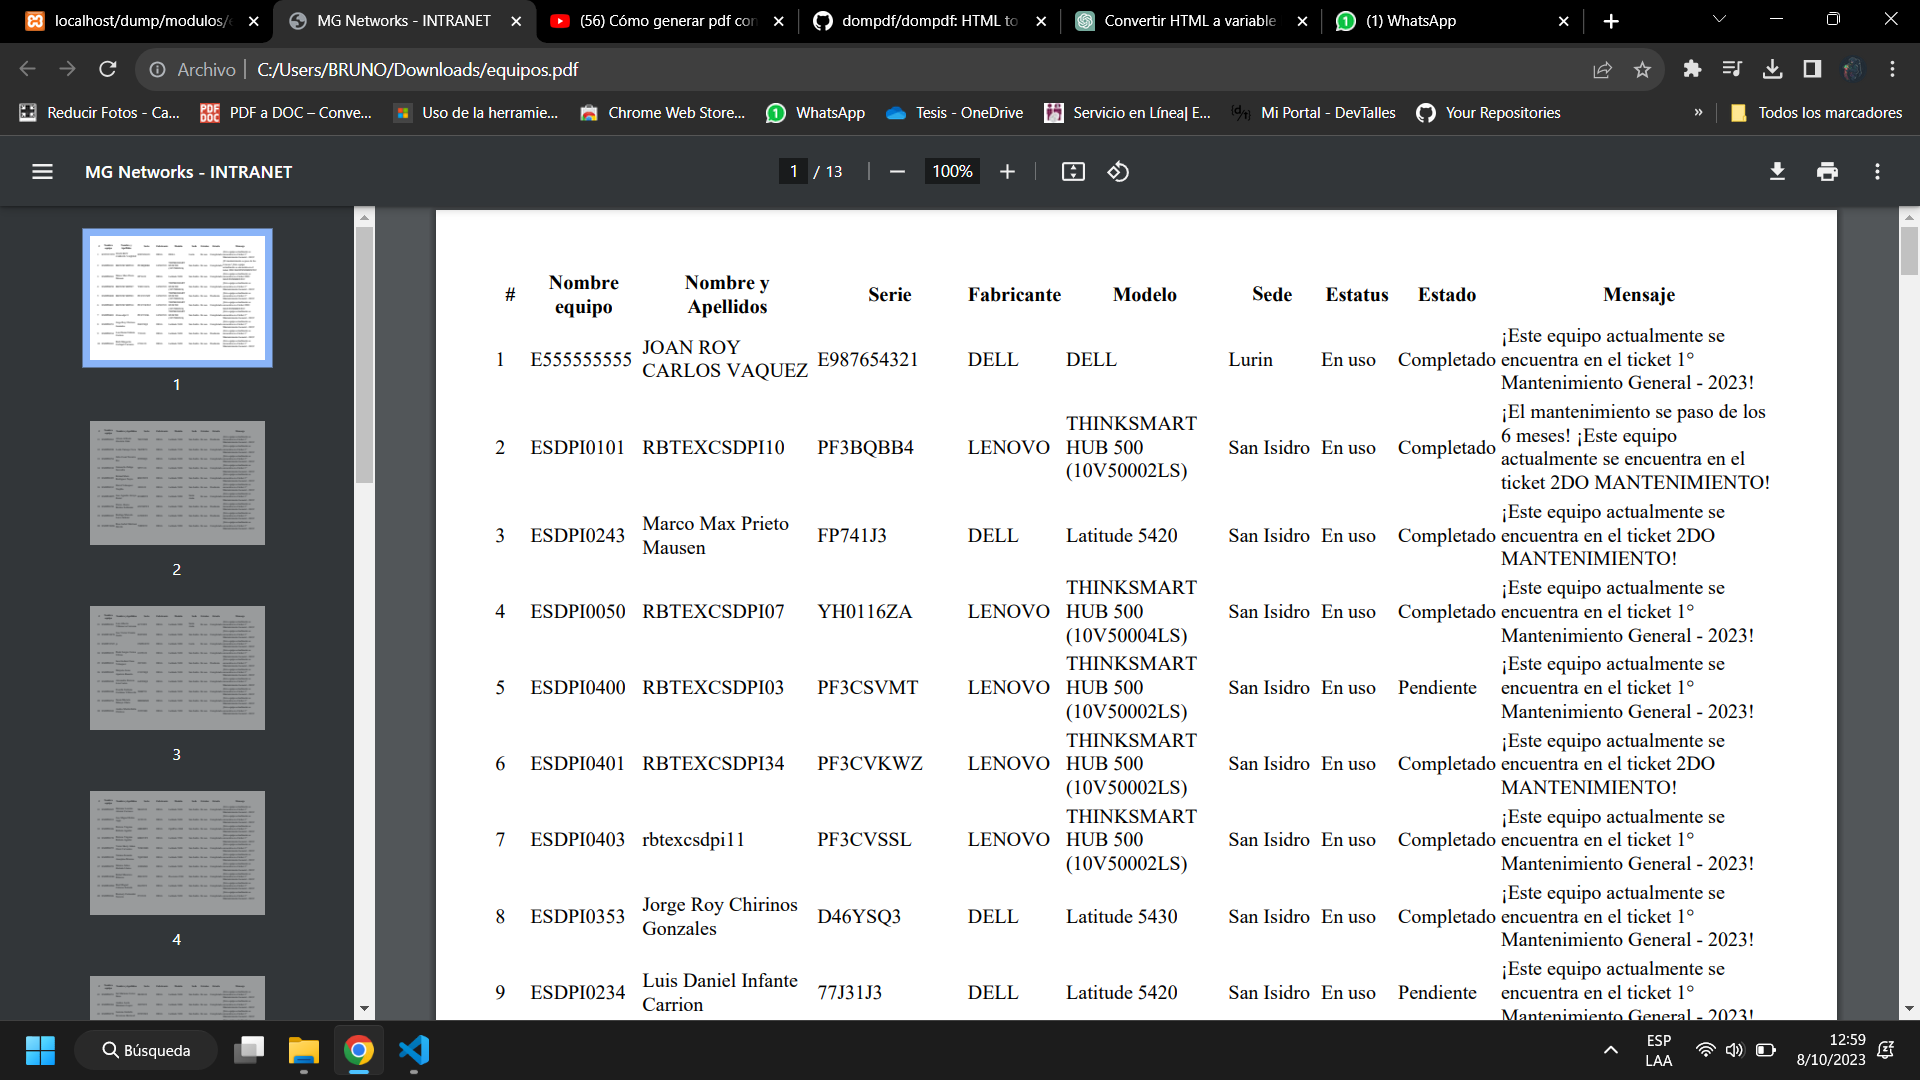 localhost/dump/modulos/
MG Networks - INTRANET
(56) Cómo generar pdf con
dompdf/dompdf: HTML to
Convertir HTML a variable
(1) WhatsApp
Archivo
C:/Users/BRUNO/Downloads/equipos.pdf
Reducir Fotos - Ca...
PDF a DOC – Conve...
Uso de la herramie...
Chrome Web Store...
WhatsApp
Tesis - OneDrive
Servicio en Línea| E...
Mi Portal - DevTalles
Your Repositories
Todos los marcadores
MG Networks - INTRANET
1 / 13
100%
1
2
3
4
# Nombre equipo Nombre y Apellidos Serie Fabricante Modelo Sede Estatus Estado Mensaje
1 E555555555 JOAN ROY CARLOS VAQUEZ E987654321 DELL DELL Lurin En uso Completado ¡Este equipo actualmente se encuentra en el ticket 1° Mantenimiento General - 2023!
2 ESDPI0101 RBTEXCSDPI10 PF3BQBB4 LENOVO THINKSMART HUB 500 (10V50002LS) San Isidro En uso Completado ¡El mantenimiento se paso de los 6 meses! ¡Este equipo actualmente se encuentra en el ticket 2DO MANTENIMIENTO!
3 ESDPI0243 Marco Max Prieto Mausen FP741J3 DELL Latitude 5420 San Isidro En uso Completado ¡Este equipo actualmente se encuentra en el ticket 2DO MANTENIMIENTO!
4 ESDPI0050 RBTEXCSDPI07 YH0116ZA LENOVO THINKSMART HUB 500 (10V50004LS) San Isidro En uso Completado ¡Este equipo actualmente se encuentra en el ticket 1° Mantenimiento General - 2023!
5 ESDPI0400 RBTEXCSDPI03 PF3CSVMT LENOVO THINKSMART HUB 500 (10V50002LS) San Isidro En uso Pendiente ¡Este equipo actualmente se encuentra en el ticket 1° Mantenimiento General - 2023!
6 ESDPI0401 RBTEXCSDPI34 PF3CVKWZ LENOVO THINKSMART HUB 500 (10V50002LS) San Isidro En uso Completado ¡Este equipo actualmente se encuentra en el ticket 2DO MANTENIMIENTO!
7 ESDPI0403 rbtexcsdpi11 PF3CVSSL LENOVO THINKSMART HUB 500 (10V50002LS) San Isidro En uso Completado ¡Este equipo actualmente se encuentra en el ticket 1° Mantenimiento General - 2023!
8 ESDPI0353 Jorge Roy Chirinos Gonzales D46YSQ3 DELL Latitude 5430 San Isidro En uso Completado ¡Este equipo actualmente se encuentra en el ticket 1° Mantenimiento General - 2023!
9 ESDPI0234 Luis Daniel Infante Carrion 77J31J3 DELL Latitude 5420 San Isidro En uso Pendiente ¡Este equipo actualmente se encuentra en el ticket 1° Mantenimiento General - 2023!
Búsqueda
ESP
LAA
12:59
8/10/2023